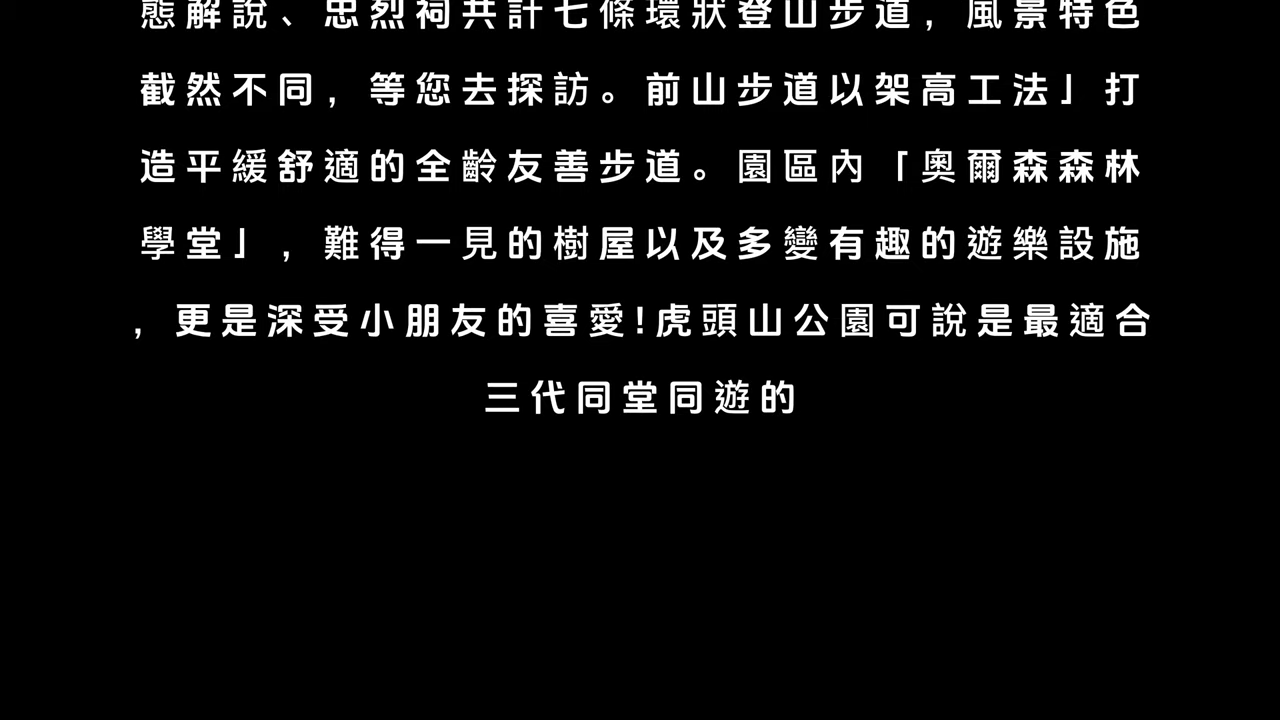 態解說、忠烈祠共計七條環狀登山步道，風景特色
截然不同，等您去探訪。前山步道以架高工法」打
造平緩舒適的全齡友善步道。園區內「奧爾森森林
學堂」，難得一見的樹屋以及多變有趣的遊樂設施
，更是深受小朋友的喜愛!虎頭山公園可說是最適合
三代同堂同遊的